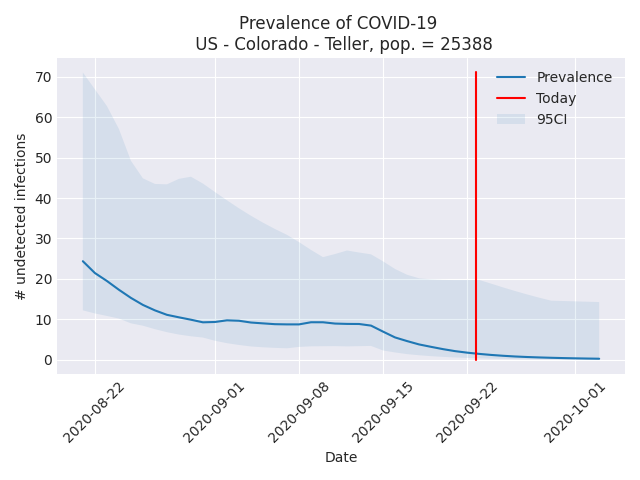 Prevalence of COVID-19
US - Colorado - Teller, pop. = 25388
Prevalence
Today
95CI
# undetected infections
70
60
50
40
30
20
10
0
2020-08-22
2020-09-01
2020-09-08
2020-09-15
2020-09-22
2020-10-01
Date